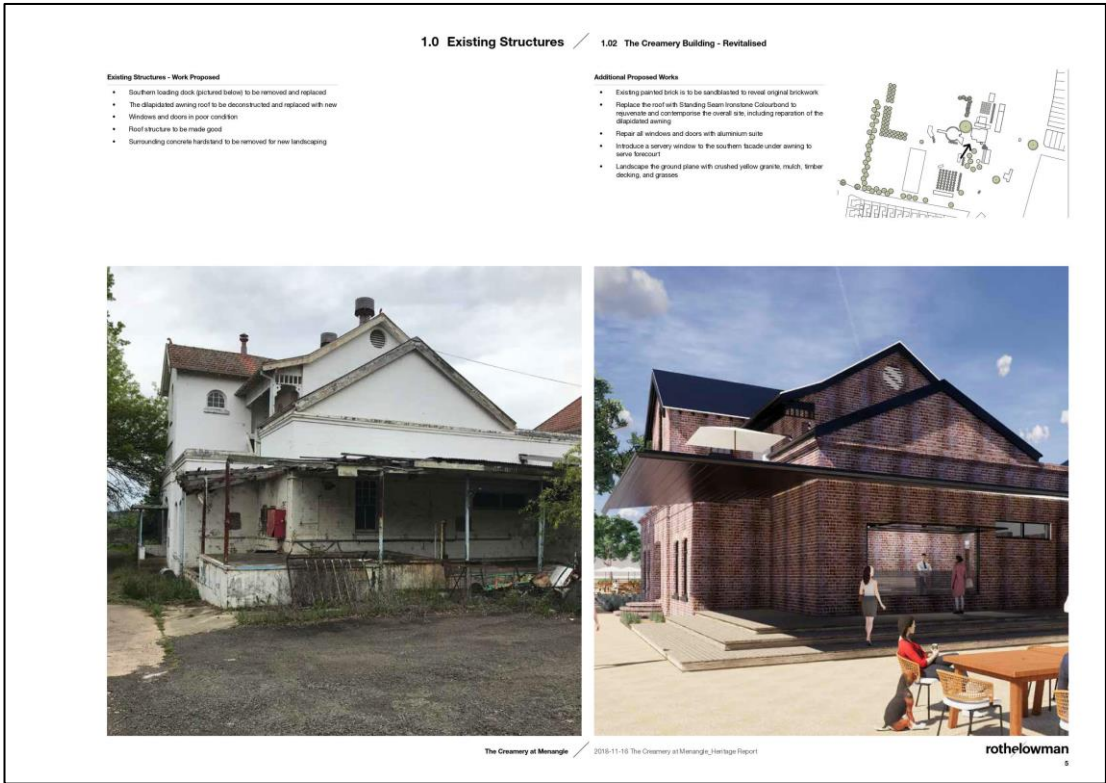 1.0 Existing Structures / 1.02 The Creamery Building - Revitalised
Existing Structures - Work Proposed
• Southern loading dock (pictured below) to be removed and replaced
• The dilapidated awning roof to be deconstructed and replaced with new
• Windows and doors in poor condition
• Roof structure to be made good
• Surrounding concrete hardstand to be removed for new landscaping
Additional Proposed Works
• Existing painted brick is to be sandblasted to reveal original brickwork
• Replace the roof with Standing Seam Ironstone Colourbond to
rejuvenate and contemporise the overall site, including reparation of the
dilapidated awning
• Repair all windows and doors with aluminium suite
• Introduce a servery window to the southern facade under awning to
serve forecourt
• Landscape the ground plane with crushed yellow granite, mulch, timber
decking, and grasses
The Creamery at Menangle / 2018-11-16 The Creamery at Menangle_Heritage Report
rothelowman
5